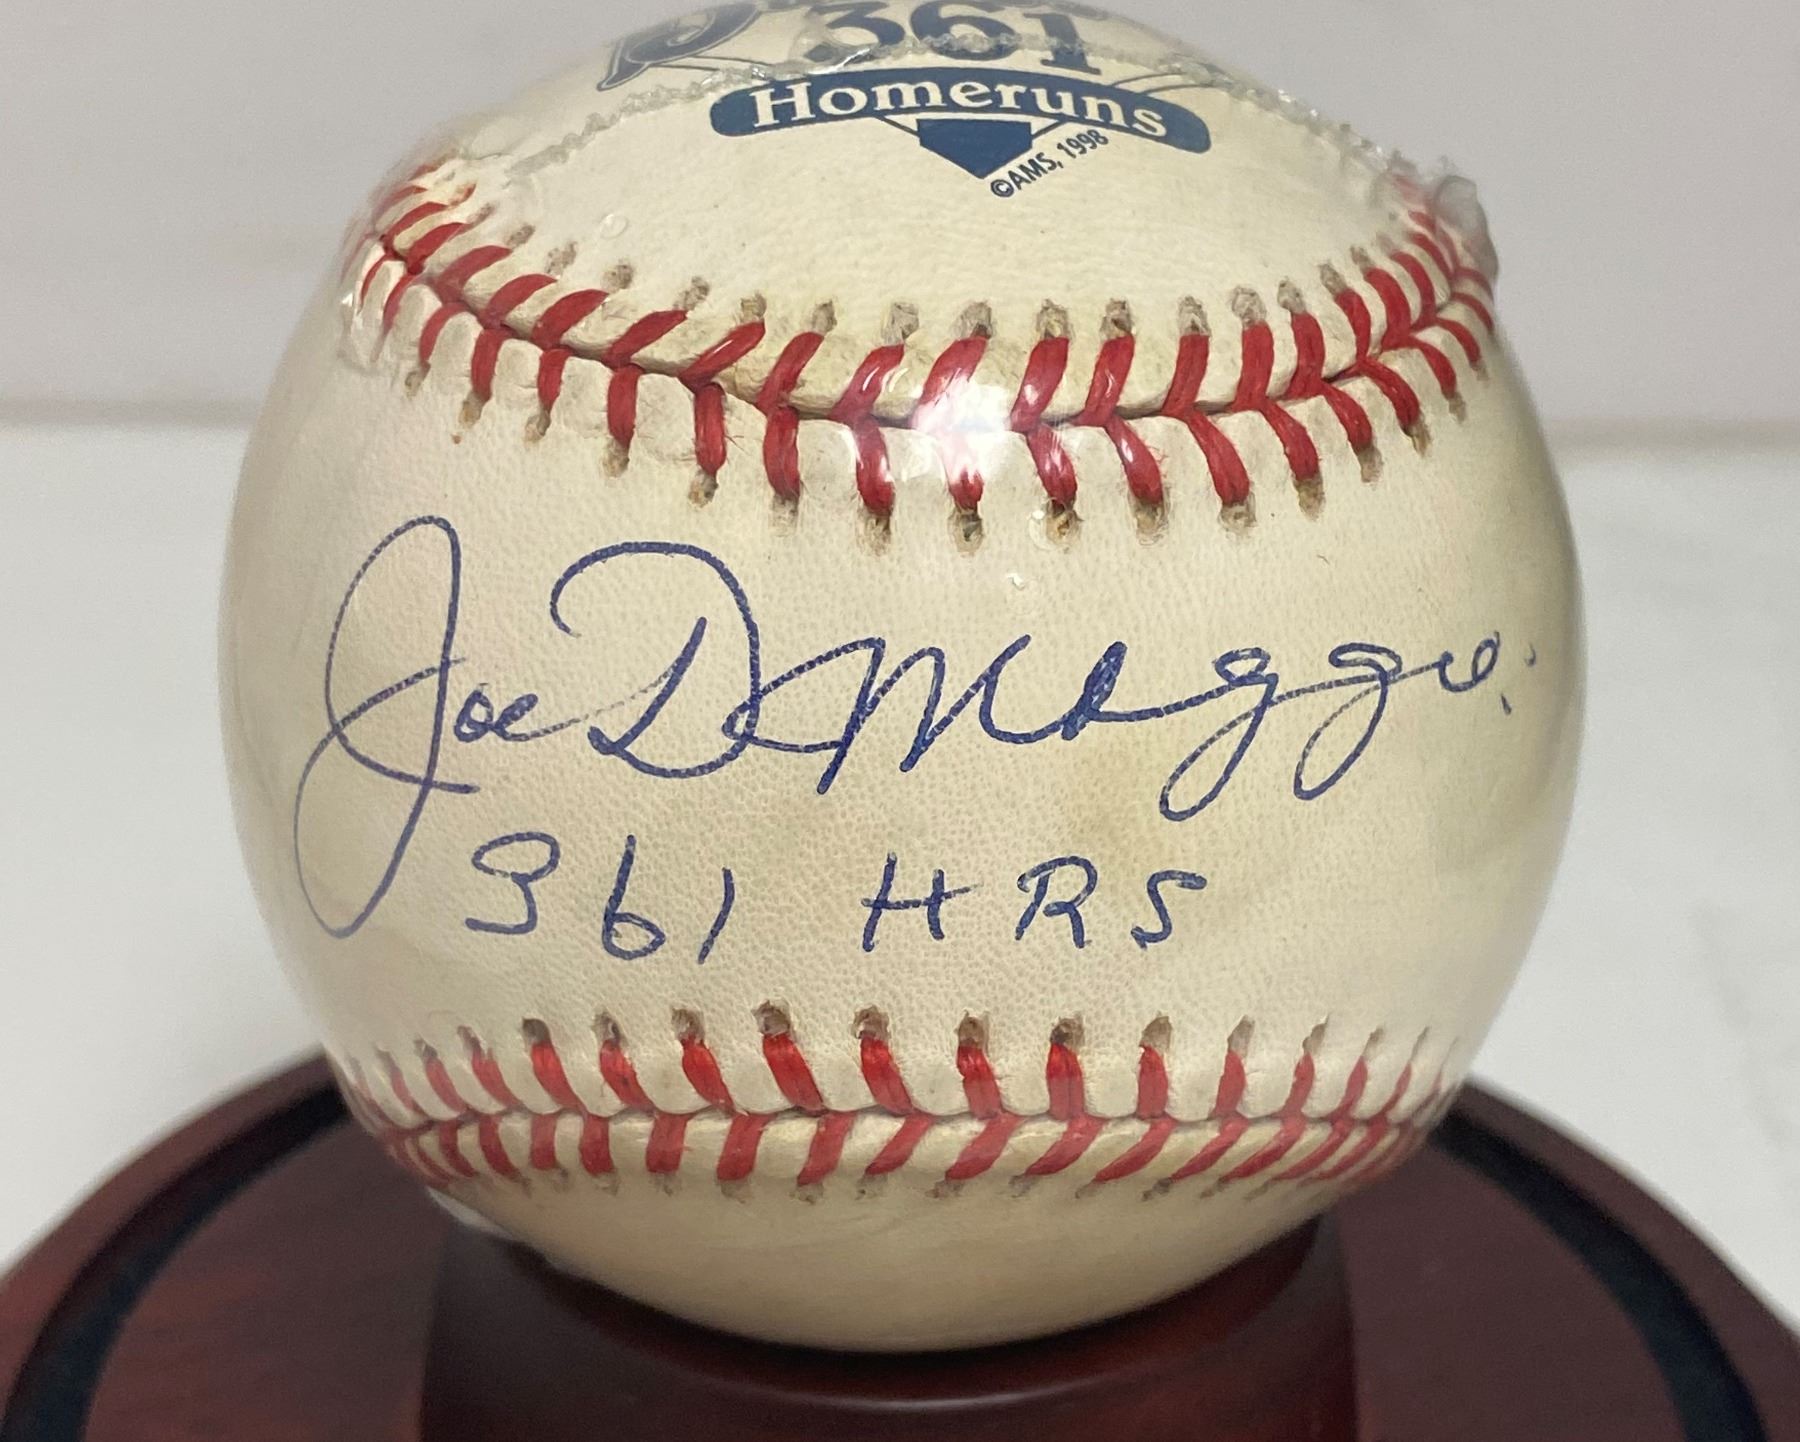 361
Homeruns
©AMS, 1998
Joe DiMaggio
361 HRS